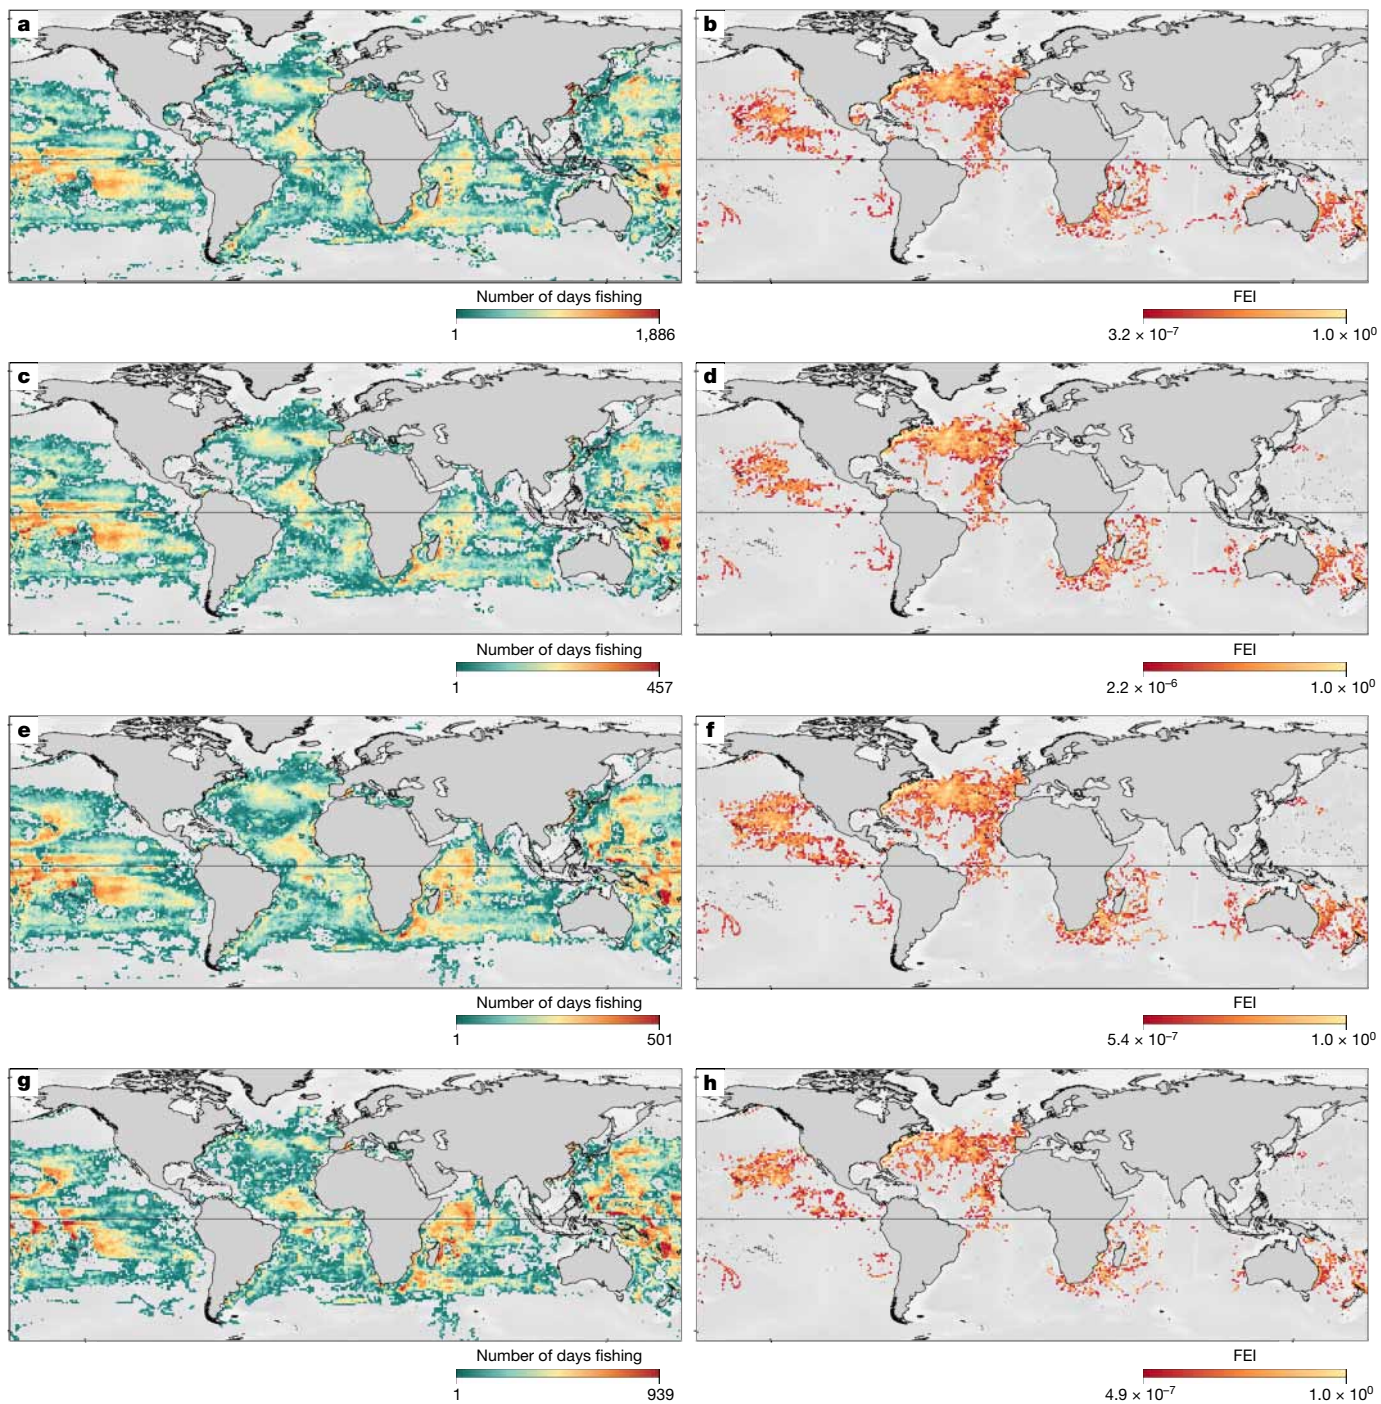 a
b
Number of days fishing
1 1,886
FEI
3.2 × 10⁻⁷ 1.0 × 10⁰
c
d
Number of days fishing
1 457
FEI
2.2 × 10⁻⁶ 1.0 × 10⁰
e
f
Number of days fishing
1 501
FEI
5.4 × 10⁻⁷ 1.0 × 10⁰
g
h
Number of days fishing
1 939
FEI
4.9 × 10⁻⁷ 1.0 × 10⁰